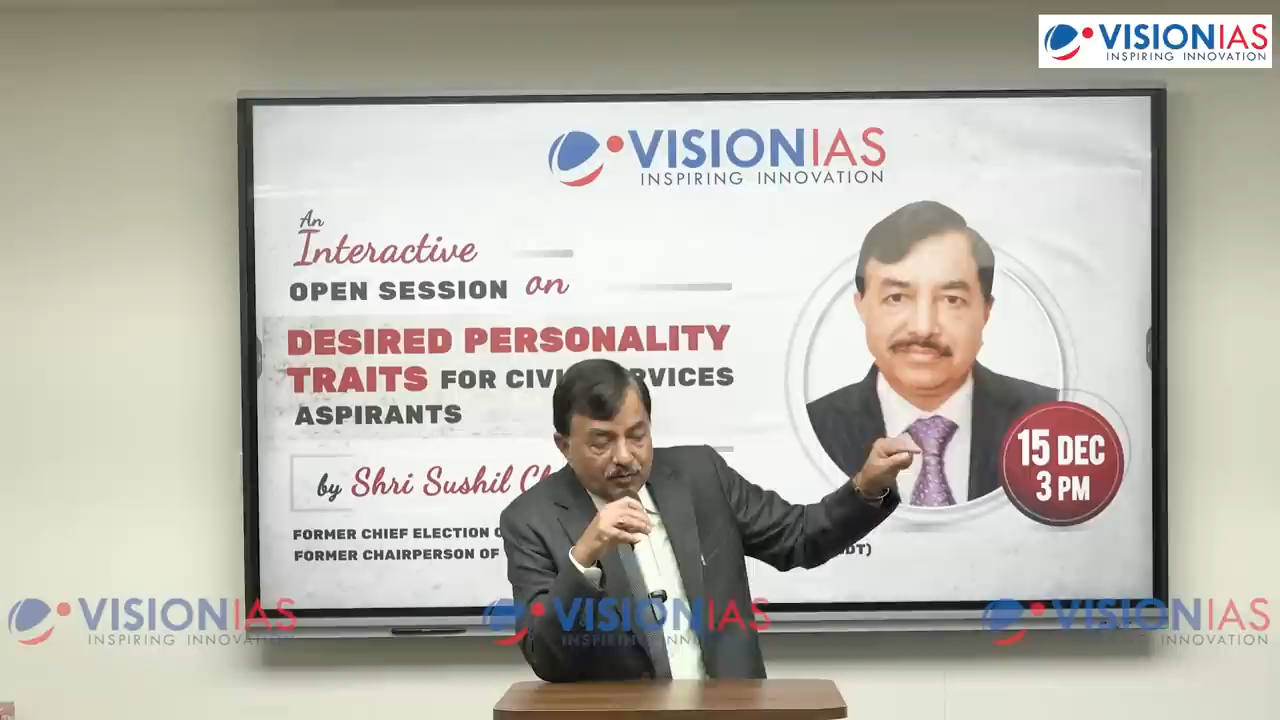 VISIONIAS
INSPIRING INNOVATION
VISIONIAS
INSPIRING INNOVATION
An
Interactive
OPEN SESSION on
DESIRED PERSONALITY
TRAITS FOR
ASPIRANTS
by Shri Sushil
15 DEC
3 PM
FORMER CHIEF ELECTION
FORMER CHAIRPERSON OF
VISIONIAS
INSPIRING INNOVATION
VISIONIAS
INSPIRING
VISIONIAS
INNOVATION